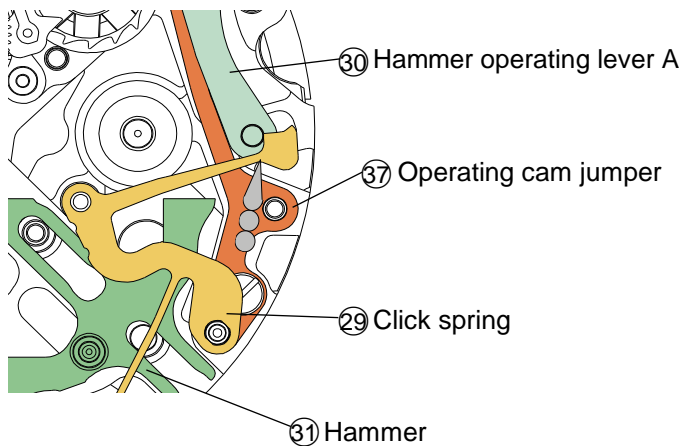 30 Hammer operating lever A
37 Operating cam jumper
29 Click spring
31 Hammer